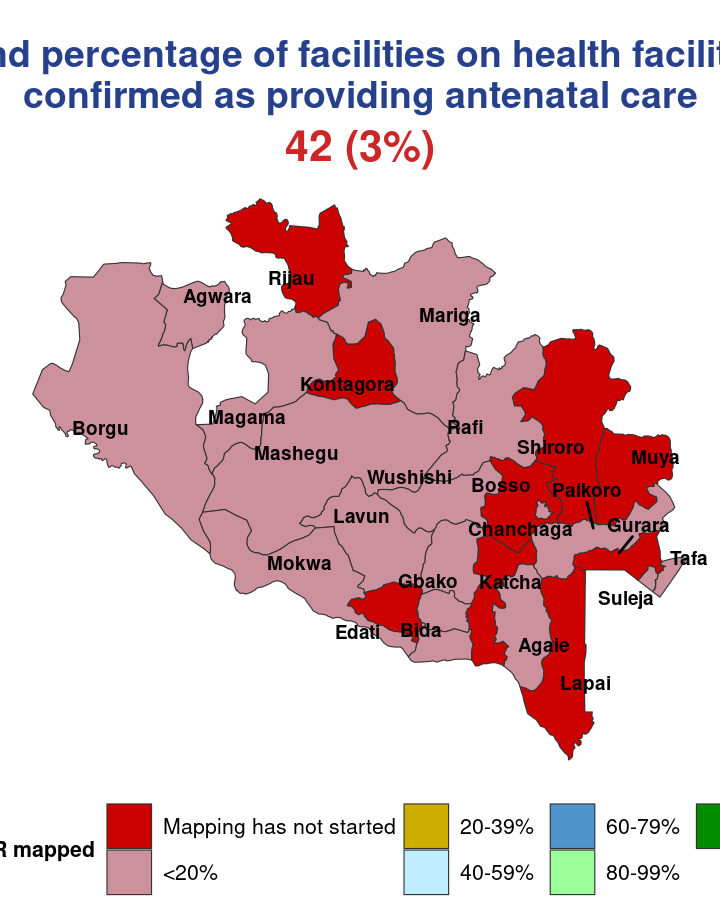 nd percentage of facilities on health facilit
confirmed as providing antenatal care
42 (3%)
Rijau
Agwara
Mariga
Kontagora
Magama
Borgu
Rafi
Mashegu
Shiroro
Muya
Wushishi
Bosso
Paikoro
Lavun
Chanchaga
Gurara
Tafa
Mokwa
Gbako
Katcha
Suleja
Edati
Bida
Agaie
Lapai
R mapped
Mapping has not started
20-39%
60-79%
<20%
40-59%
80-99%